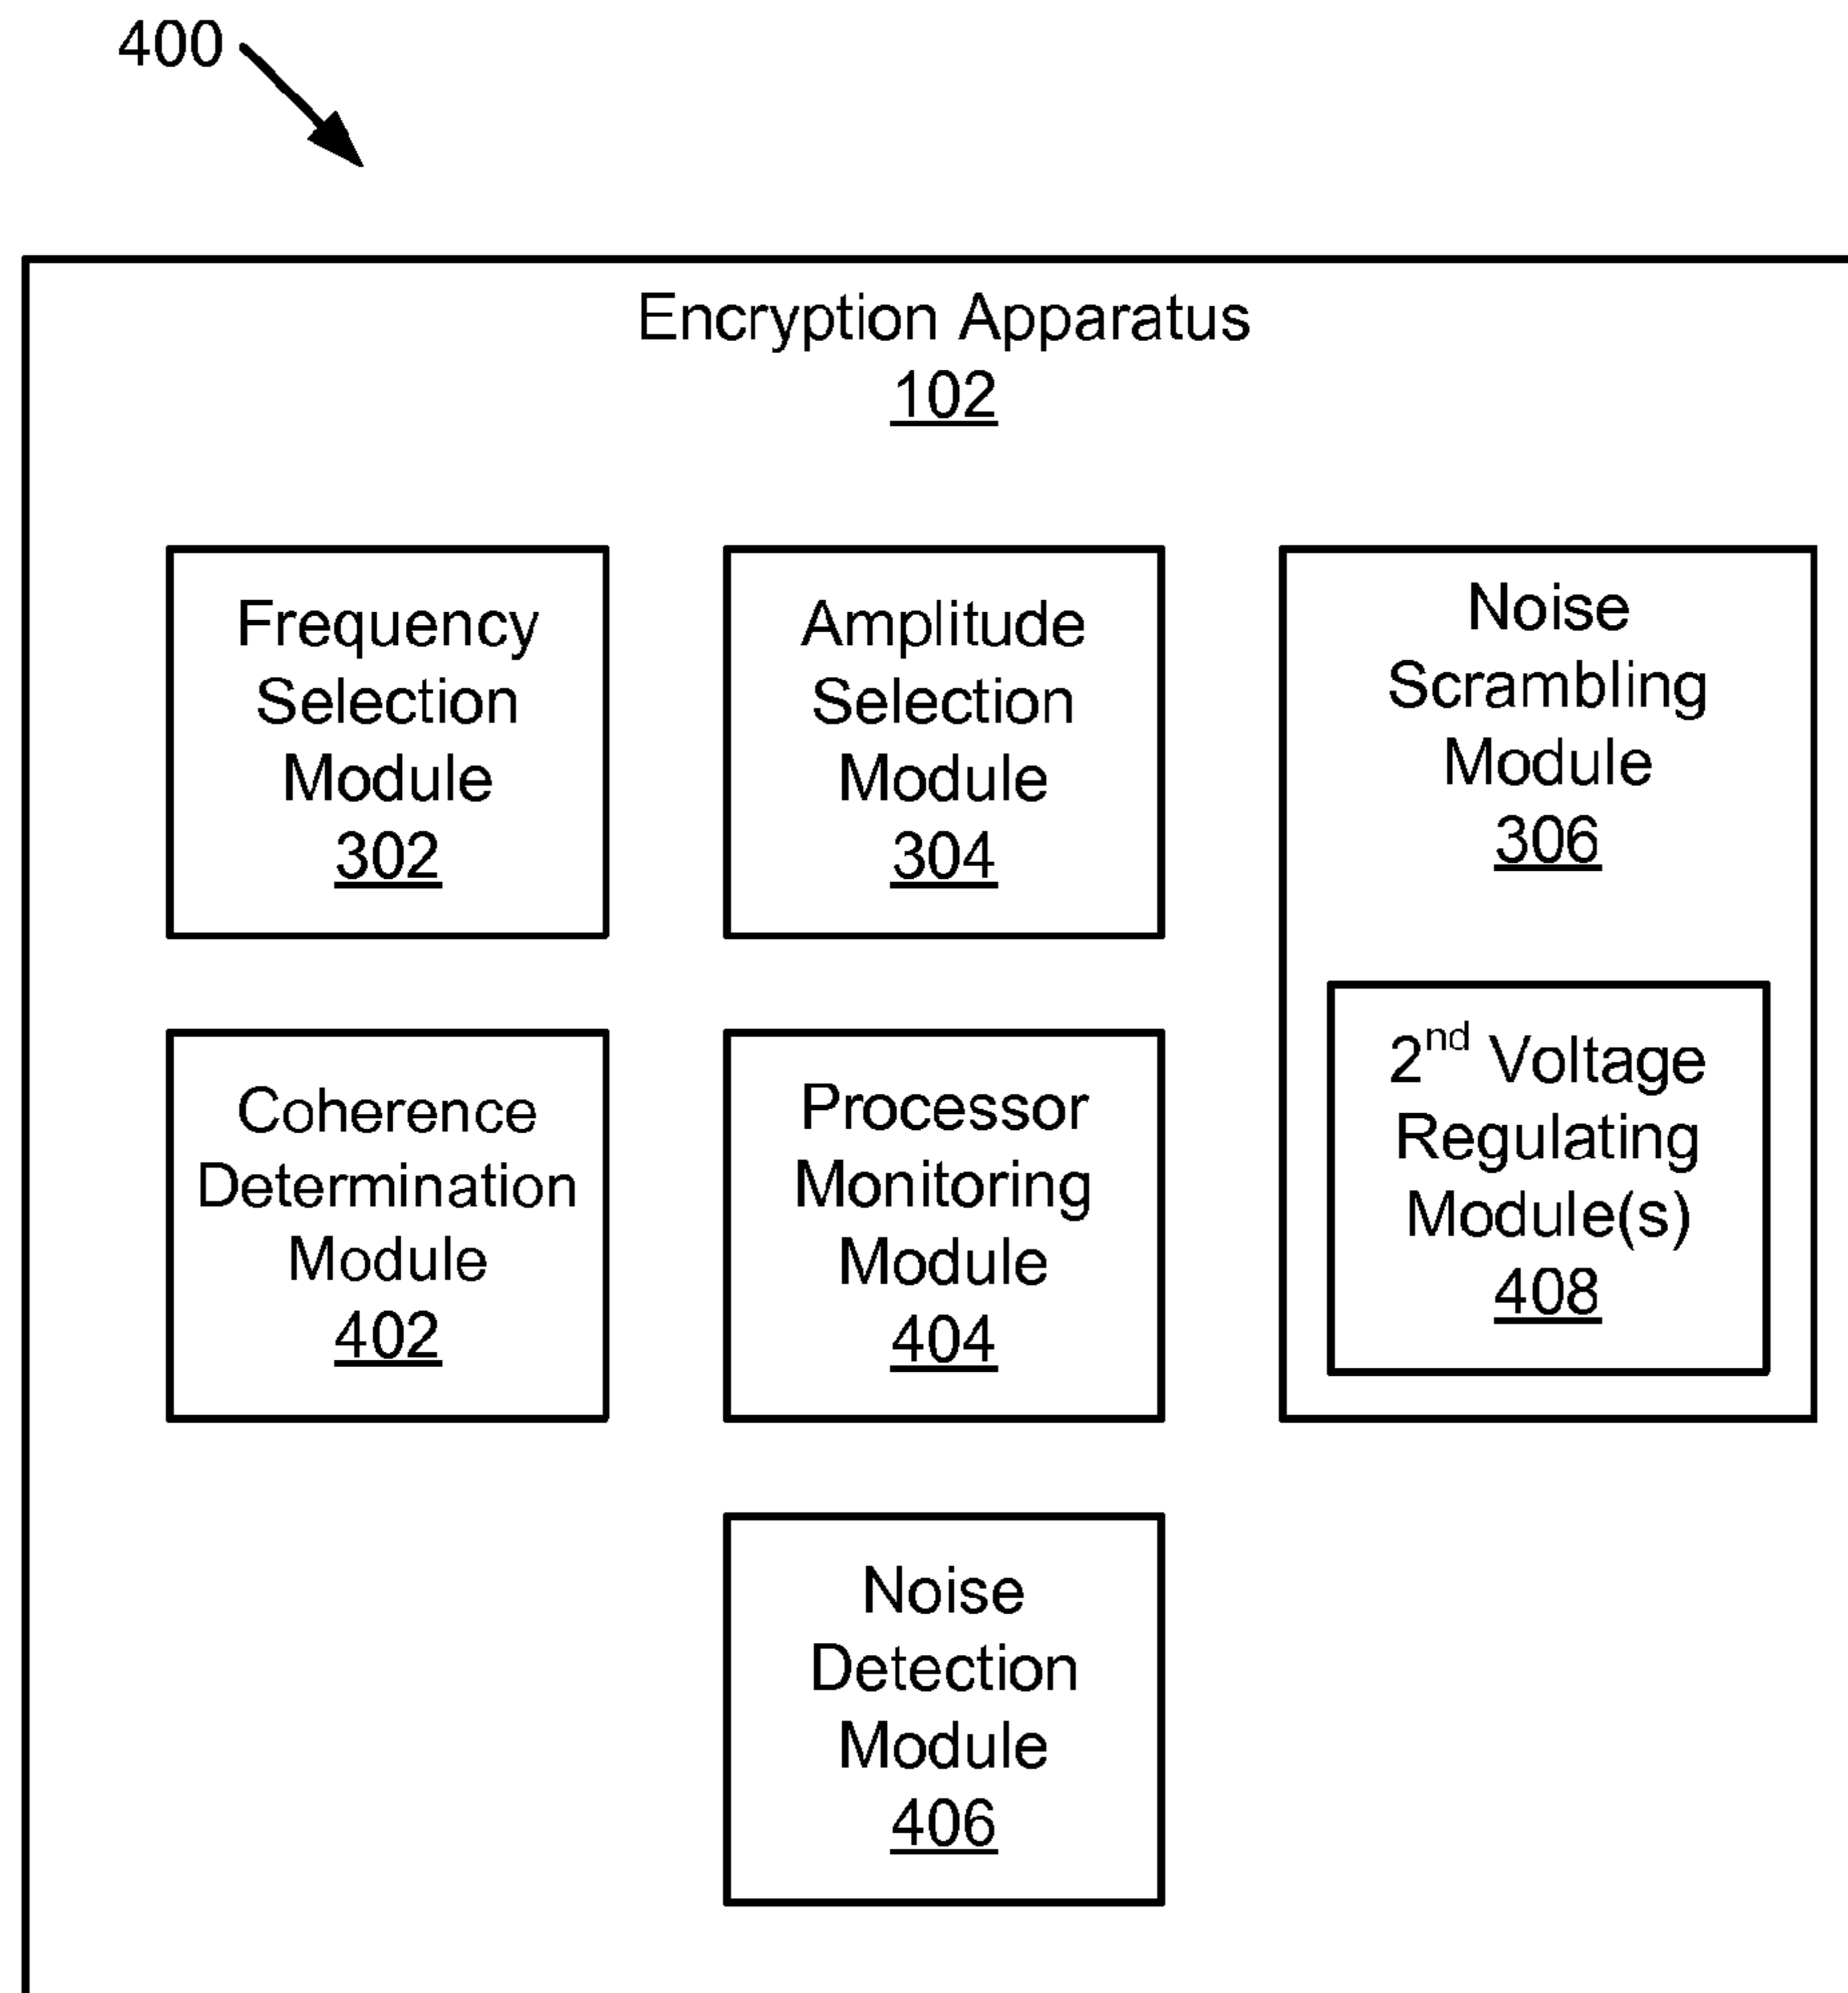 400
Encryption Apparatus
102
Frequency
Selection
Module
302
Amplitude
Selection
Module
304
Noise
Scrambling
Module
306
Coherence
Determination
Module
402
Processor
Monitoring
Module
404
2nd Voltage
Regulating
Module(s)
408
Noise
Detection
Module
406